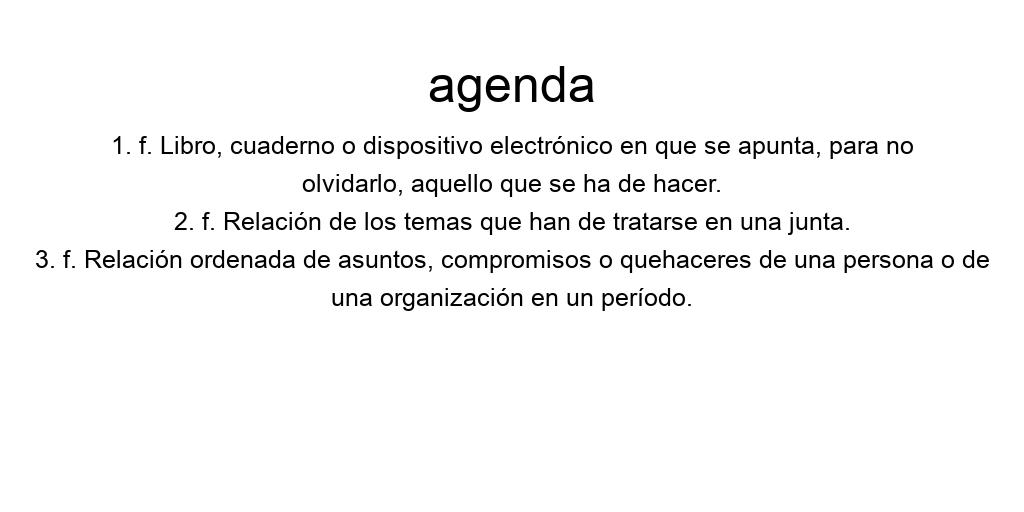 agenda
1. f. Libro, cuaderno o dispositivo electrónico en que se apunta, para no
olvidarlo, aquello que se ha de hacer.
2. f. Relación de los temas que han de tratarse en una junta.
3. f. Relación ordenada de asuntos, compromisos o quehaceres de una persona o de
una organización en un período.